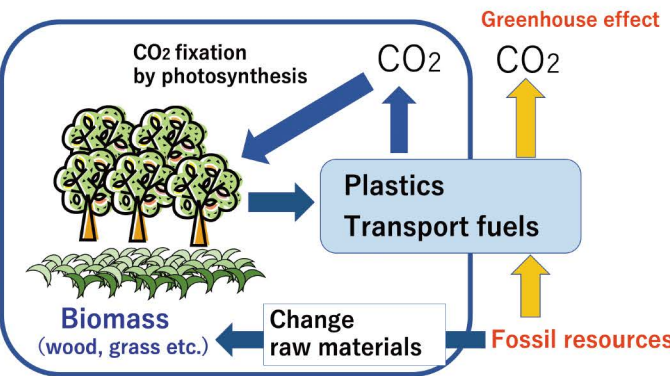 Greenhouse effect
CO2 fixation
by photosynthesis
CO2
CO2
Plastics
Transport fuels
Biomass
(wood, grass etc.)
Change
raw materials
Fossil resources